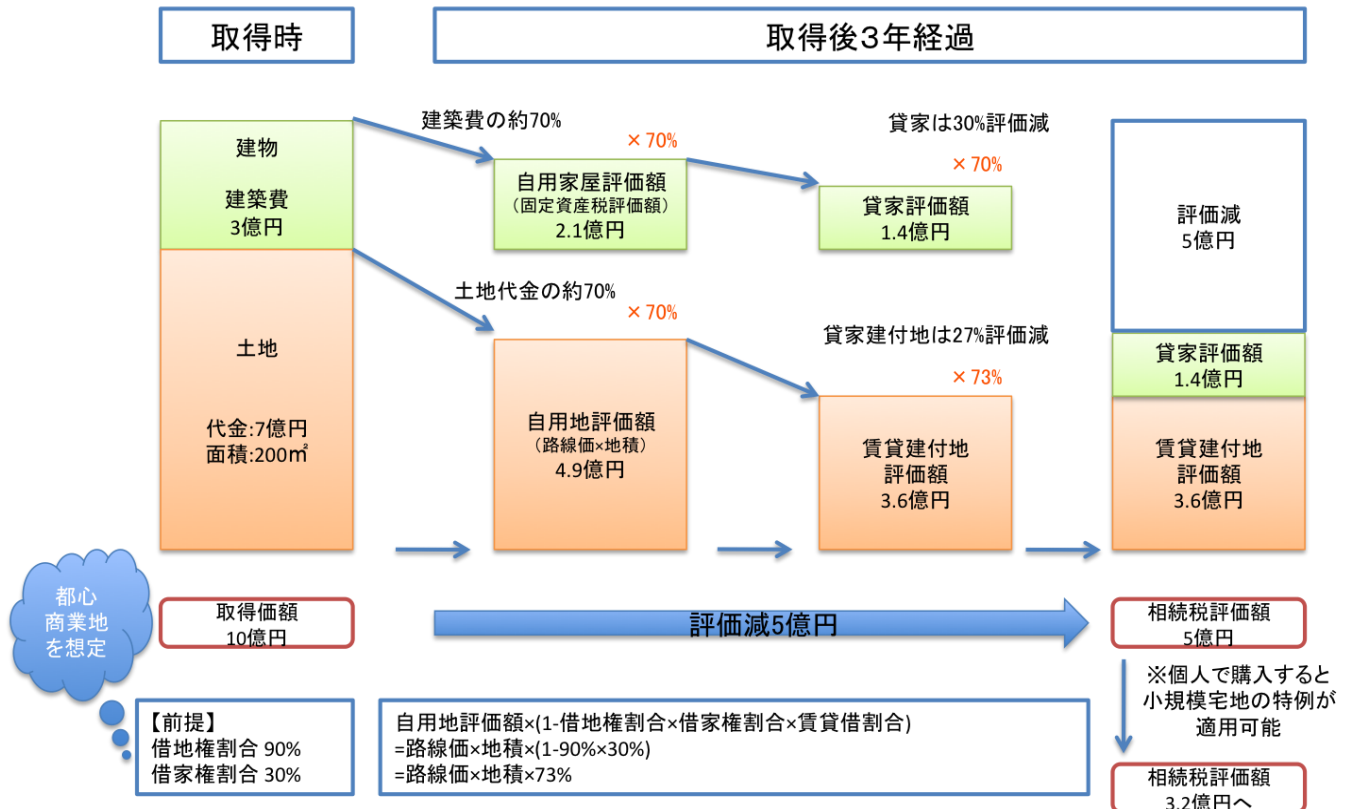 取得時
取得後3年経過
建物
建築費
3億円
土地
代金:7億円
面積:200㎡
建築費の約70%
×70%
自用家屋評価額
（固定資産税評価額）
2.1億円
貸家は30%評価減
×70%
貸家評価額
1.4億円
土地代金の約70%
×70%
自用地評価額
（路線価×地積）
4.9億円
貸家建付地は27%評価減
×73%
賃貸建付地
評価額
3.6億円
評価減
5億円
貸家評価額
1.4億円
賃貸建付地
評価額
3.6億円
都心
商業地
を想定
取得価額
10億円
評価減5億円
相続税評価額
5億円
※個人で購入すると
小規模宅地の特例が
適用可能
相続税評価額
3.2億円へ
【前提】
借地権割合 90%
借家権割合 30%
自用地評価額×(1-借地権割合×借家権割合×賃貸借割合)
=路線価×地積×(1-90%×30%)
=路線価×地積×73%